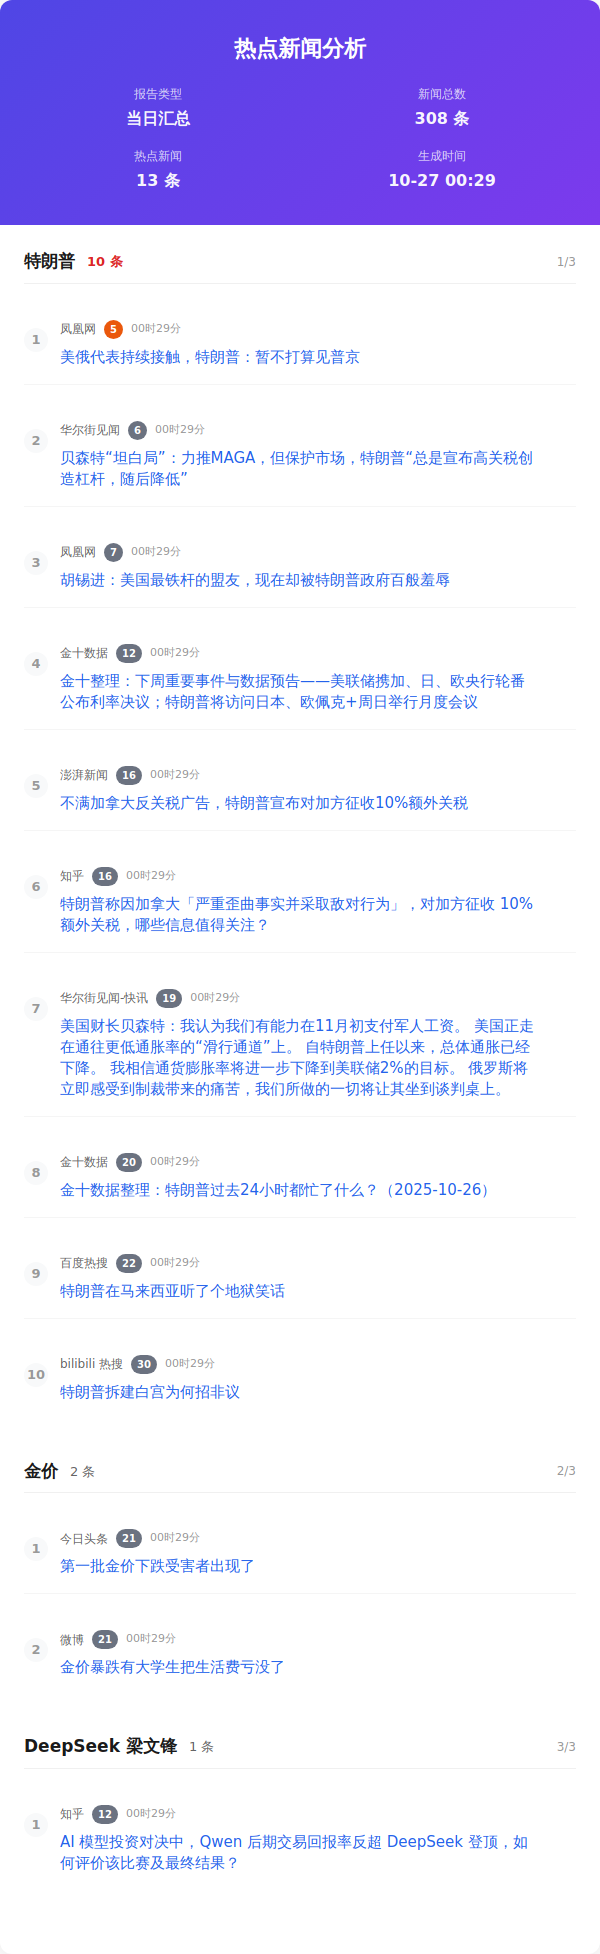 热点新闻分析
报告类型
新闻总数
当日汇总
308 条
热点新闻
生成时间
13 条
10-27 00:29
特朗普 10 条 1/3
1
凤凰网 5 00时29分
美俄代表持续接触，特朗普：暂不打算见普京
2
华尔街见闻 6 00时29分
贝森特“坦白局”：力推MAGA，但保护市场，特朗普“总是宣布高关税创
造杠杆，随后降低”
3
凤凰网 7 00时29分
胡锡进：美国最铁杆的盟友，现在却被特朗普政府百般羞辱
4
金十数据 12 00时29分
金十整理：下周重要事件与数据预告——美联储携加、日、欧央行轮番
公布利率决议；特朗普将访问日本、欧佩克+周日举行月度会议
5
澎湃新闻 16 00时29分
不满加拿大反关税广告，特朗普宣布对加方征收10%额外关税
6
知乎 16 00时29分
特朗普称因加拿大「严重歪曲事实并采取敌对行为」，对加方征收 10%
额外关税，哪些信息值得关注？
7
华尔街见闻-快讯 19 00时29分
美国财长贝森特：我认为我们有能力在11月初支付军人工资。 美国正走
在通往更低通胀率的“滑行通道”上。 自特朗普上任以来，总体通胀已经
下降。 我相信通货膨胀率将进一步下降到美联储2%的目标。 俄罗斯将
立即感受到制裁带来的痛苦，我们所做的一切将让其坐到谈判桌上。
8
金十数据 20 00时29分
金十数据整理：特朗普过去24小时都忙了什么？（2025-10-26）
9
百度热搜 22 00时29分
特朗普在马来西亚听了个地狱笑话
10
bilibili 热搜 30 00时29分
特朗普拆建白宫为何招非议
金价 2 条 2/3
1
今日头条 21 00时29分
第一批金价下跌受害者出现了
2
微博 21 00时29分
金价暴跌有大学生把生活费亏没了
DeepSeek 梁文锋 1 条 3/3
1
知乎 12 00时29分
AI 模型投资对决中，Qwen 后期交易回报率反超 DeepSeek 登顶，如
何评价该比赛及最终结果？